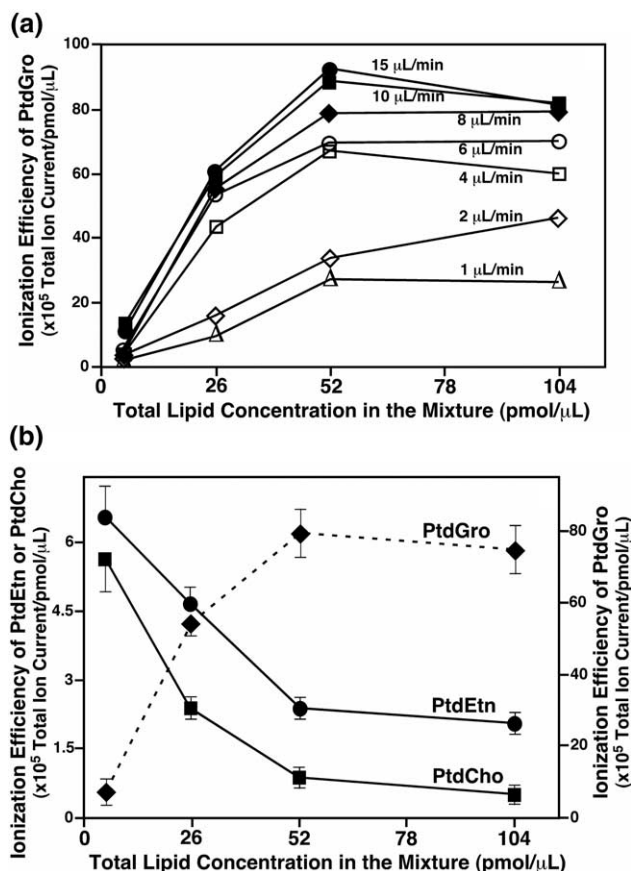 (a)
Ionization Efficiency of PtdGro
(x10⁵ Total Ion Current/pmol/μL)
100
80
60
40
20
0
15 μL/min
10 μL/min
8 μL/min
6 μL/min
4 μL/min
2 μL/min
1 μL/min
0 26 52 78 104
Total Lipid Concentration in the Mixture (pmol/μL)
(b)
Ionization Efficiency of PtdEtn or PtdCho
(x10⁵ Total Ion Current/pmol/μL)
6
4.5
3
1.5
0
PtdGro
PtdEtn
PtdCho
80
60
40
20
0
Ionization Efficiency of PtdGro
(x10⁵ Total Ion Current/pmol/μL)
0 26 52 78 104
Total Lipid Concentration in the Mixture (pmol/μL)